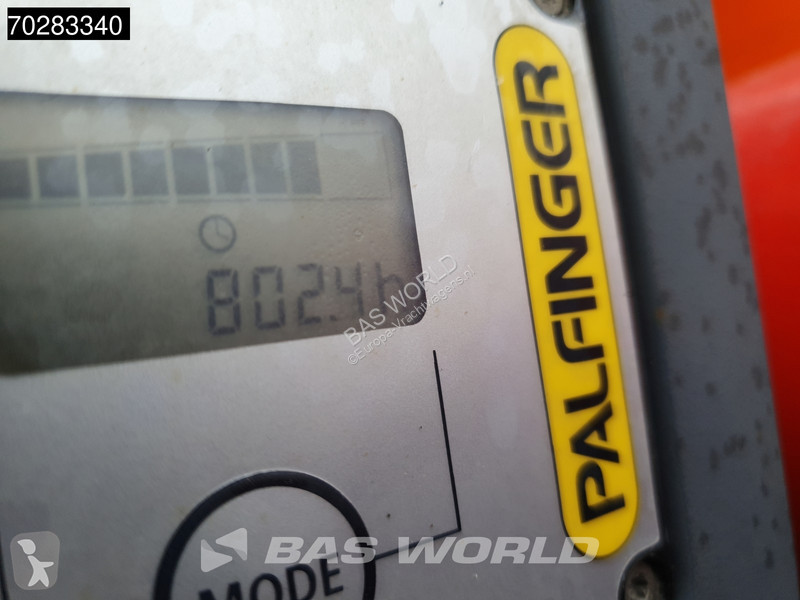 70283340
802.4h
PALFINGER
BAS WORLD
©Europa-Vrachtwagens.nl
BAS WORLD
MODE